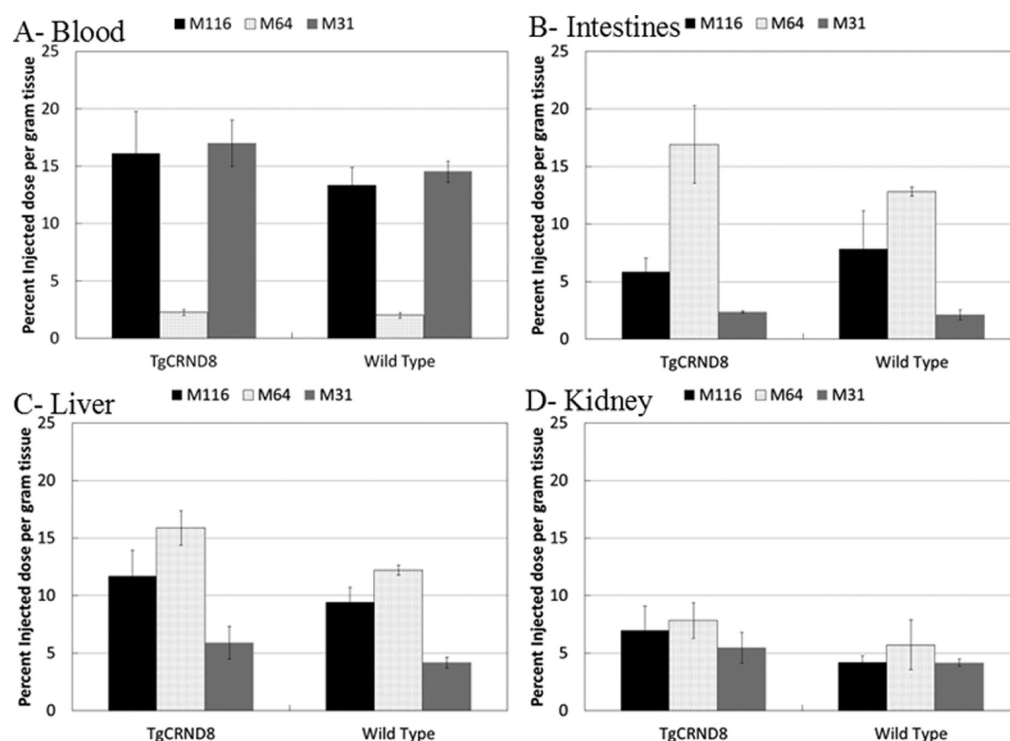 A- Blood
M116 M64 M31
Percent Injected dose per gram tissue
25
20
15
10
5
0
TgCRND8 Wild Type
B- Intestines
M116 M64 M31
Percent Injected dose per gram tissue
25
20
15
10
5
0
TgCRND8 Wild Type
C- Liver
M116 M64 M31
Percent Injected dose per gram tissue
25
20
15
10
5
0
TgCRND8 Wild Type
D- Kidney
M116 M64 M31
Percent Injected dose per gram tissue
25
20
15
10
5
0
TgCRND8 Wild Type